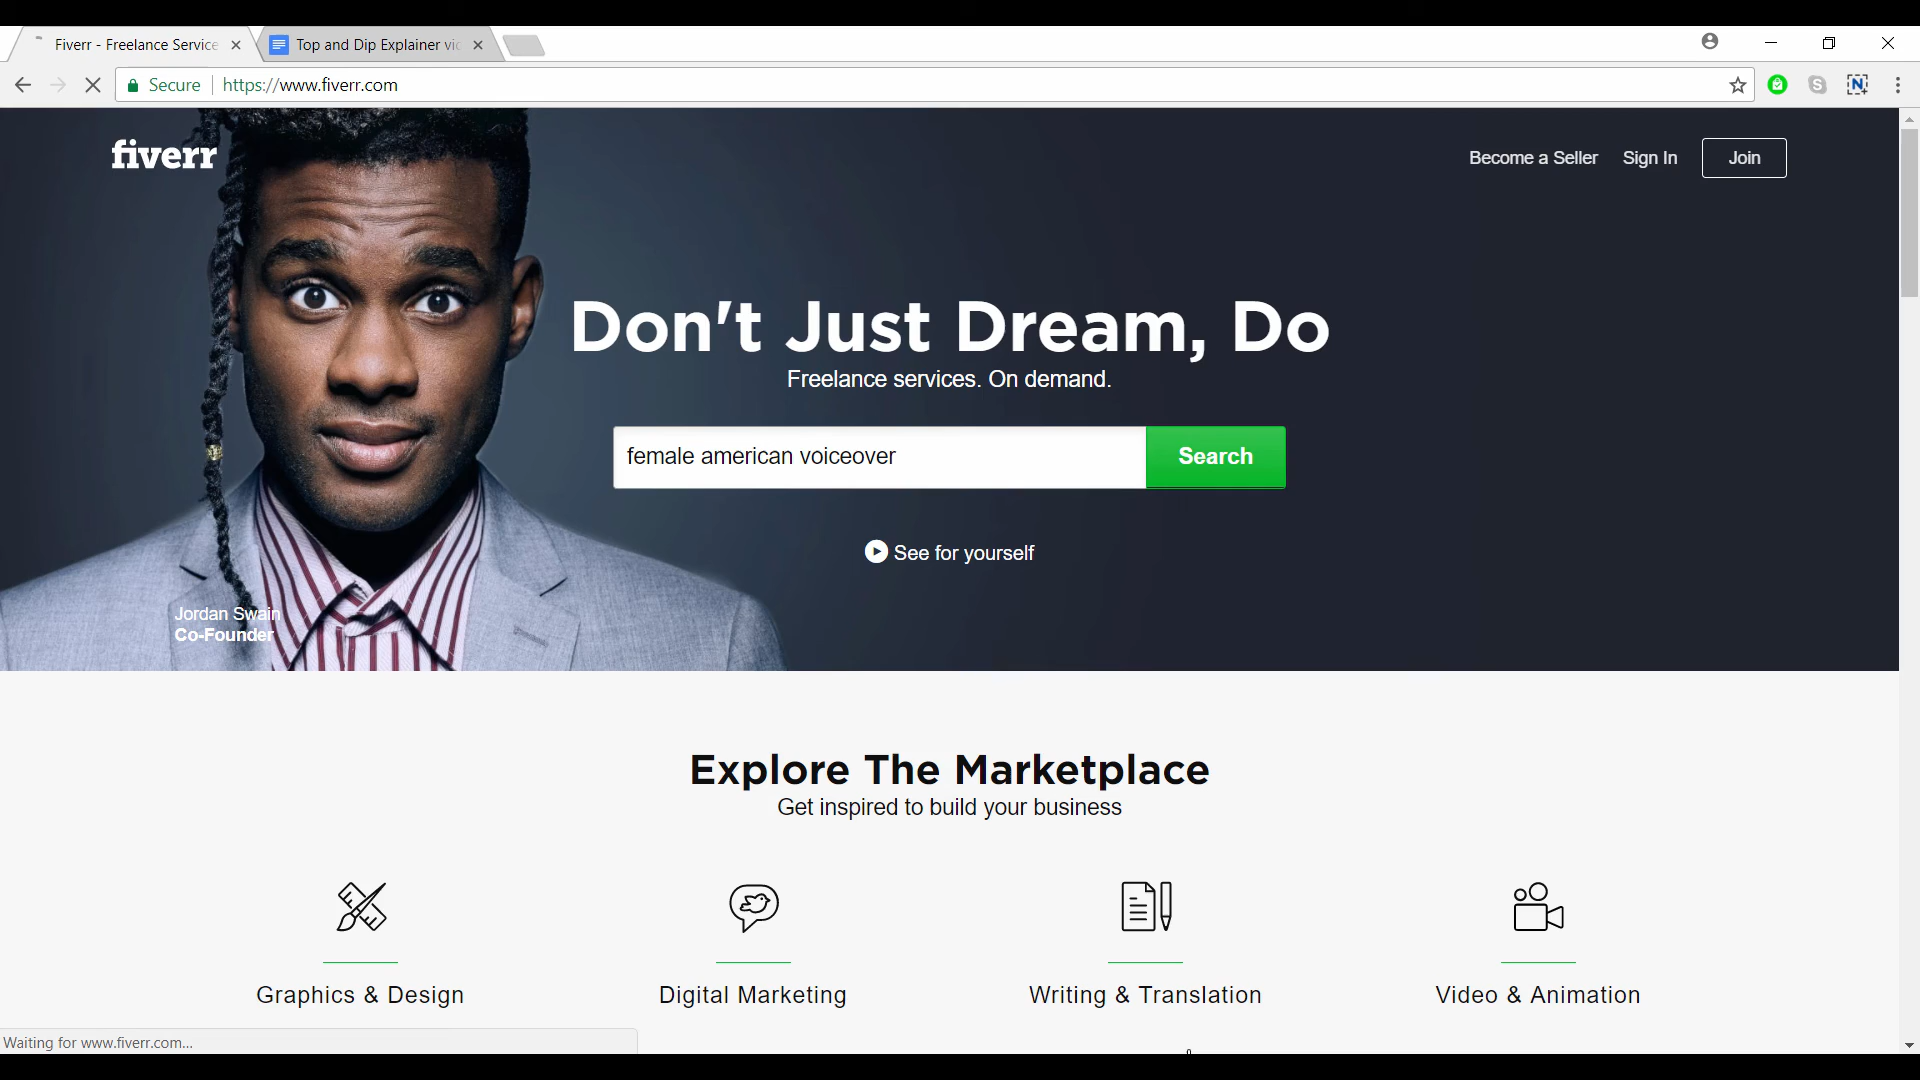 Fiverr - Freelance Service
Top and Dip Explainer vic
Secure
https://www.fiverr.com
fiverr
Become a Seller
Sign In
Join
Don't Just Dream, Do
Freelance services. On demand.
female american voiceover
Search
See for yourself
Jordan Swain
Co-Founder
Explore The Marketplace
Get inspired to build your business
Graphics & Design
Digital Marketing
Writing & Translation
Video & Animation
Waiting for www.fiverr.com...